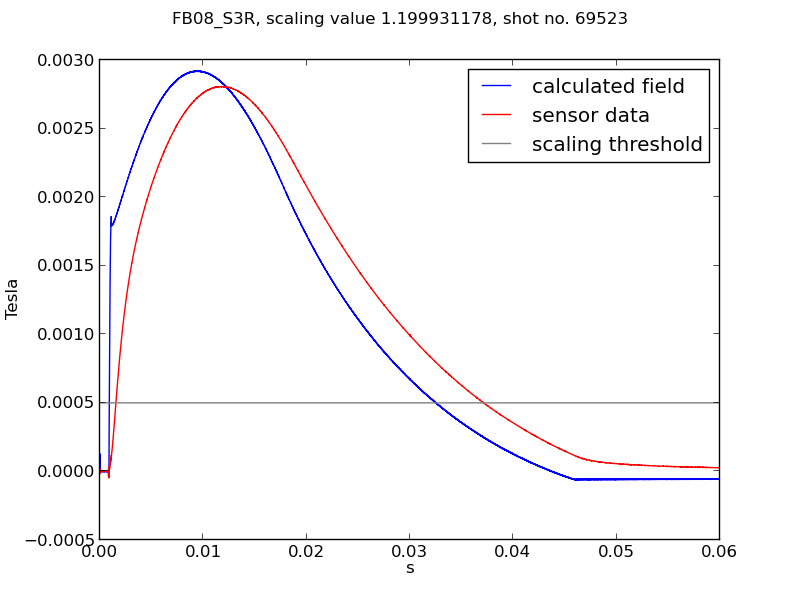 FB08_S3R, scaling value 1.199931178, shot no. 69523
0.0030
0.0025
0.0020
0.0015
0.0010
0.0005
0.0000
−0.0005
Tesla
calculated field
sensor data
scaling threshold
0.00 0.01 0.02 0.03 0.04 0.05 0.06
s